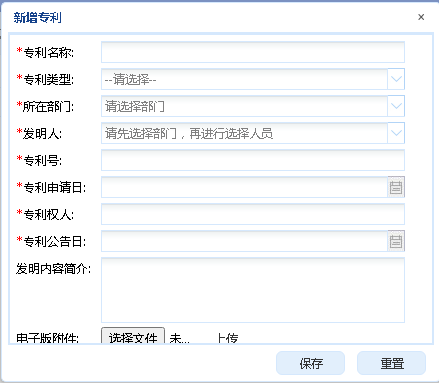 新增专利 ×
*专利名称:
*专利类型: --请选择--
*所在部门: 请选择部门
*发明人: 请先选择部门，再进行选择人员
*专利号:
*专利申请日:
*专利权人:
*专利公告日:
发明内容简介:
电子版附件: 选择文件 未... 上传
保存 重置